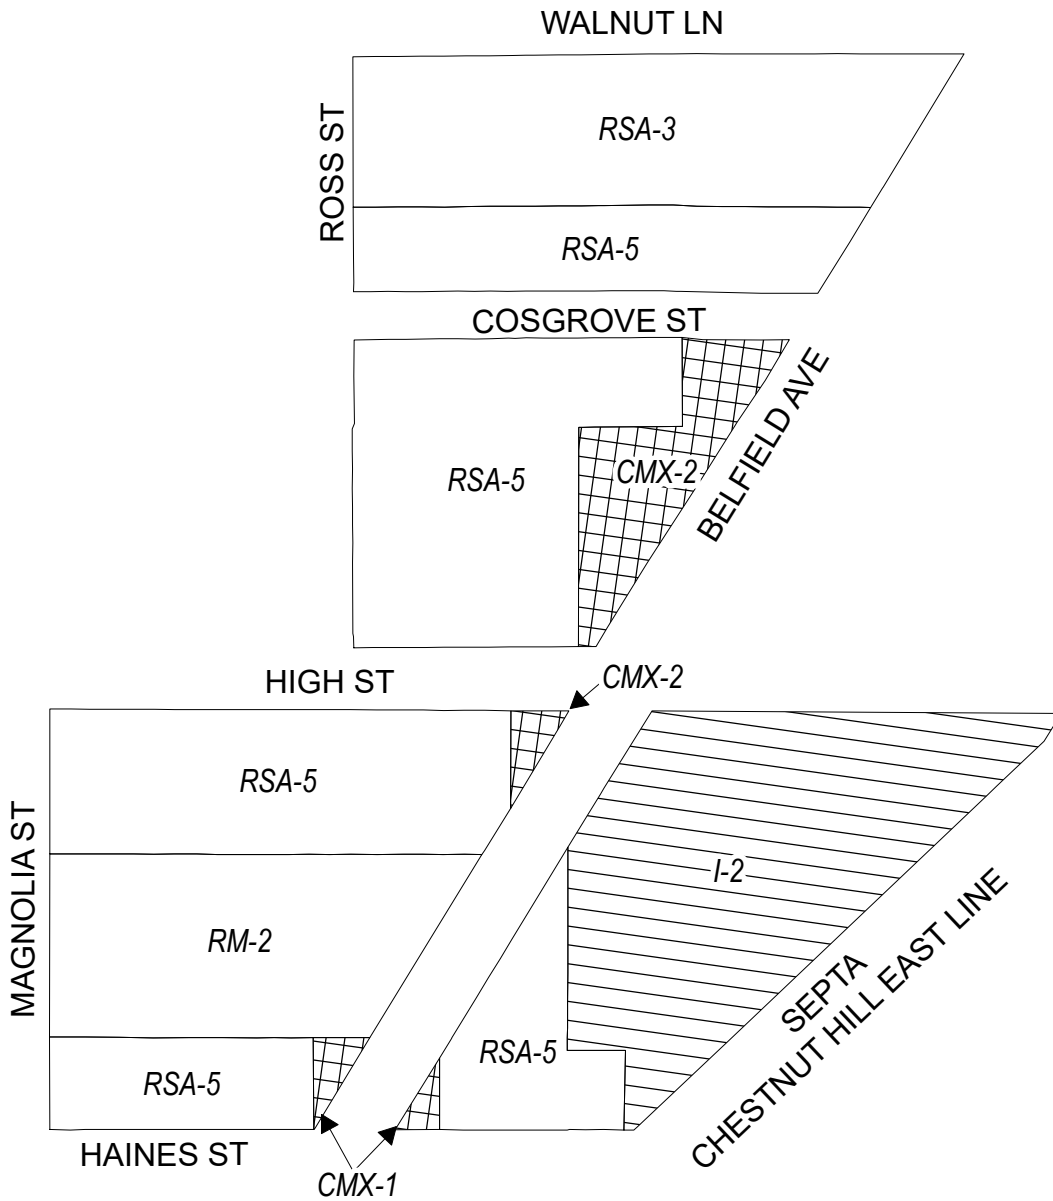 WALNUT LN
ROSS ST
RSA-3
RSA-5
COSGROVE ST
BELFIELD AVE
RSA-5
CMX-2
HIGH ST
CMX-2
RSA-5
MAGNOLIA ST
I-2
RM-2
SEPTA
CHESTNUT HILL EAST LINE
RSA-5
RSA-5
HAINES ST
CMX-1